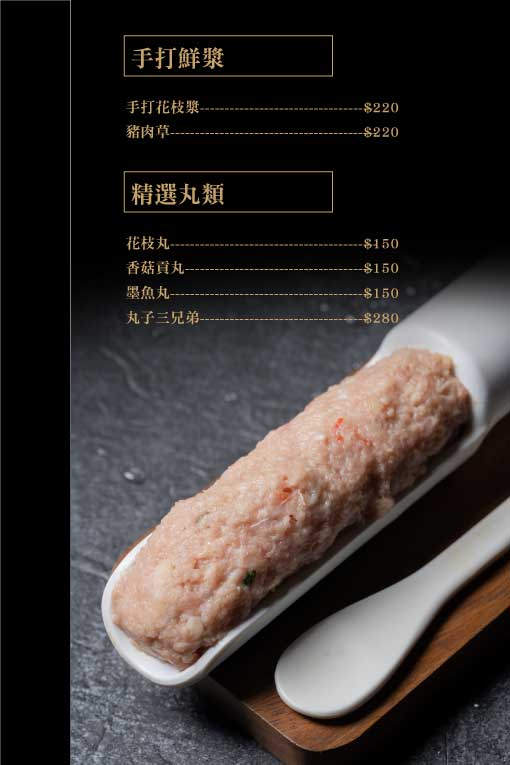 手打鮮漿
手打花枝漿--------------------------------$220
豬肉草--------------------------------------$220
精選丸類
花枝丸--------------------------------------$150
香菇貢丸-----------------------------------$150
墨魚丸--------------------------------------$150
丸子三兄弟--------------------------------$280